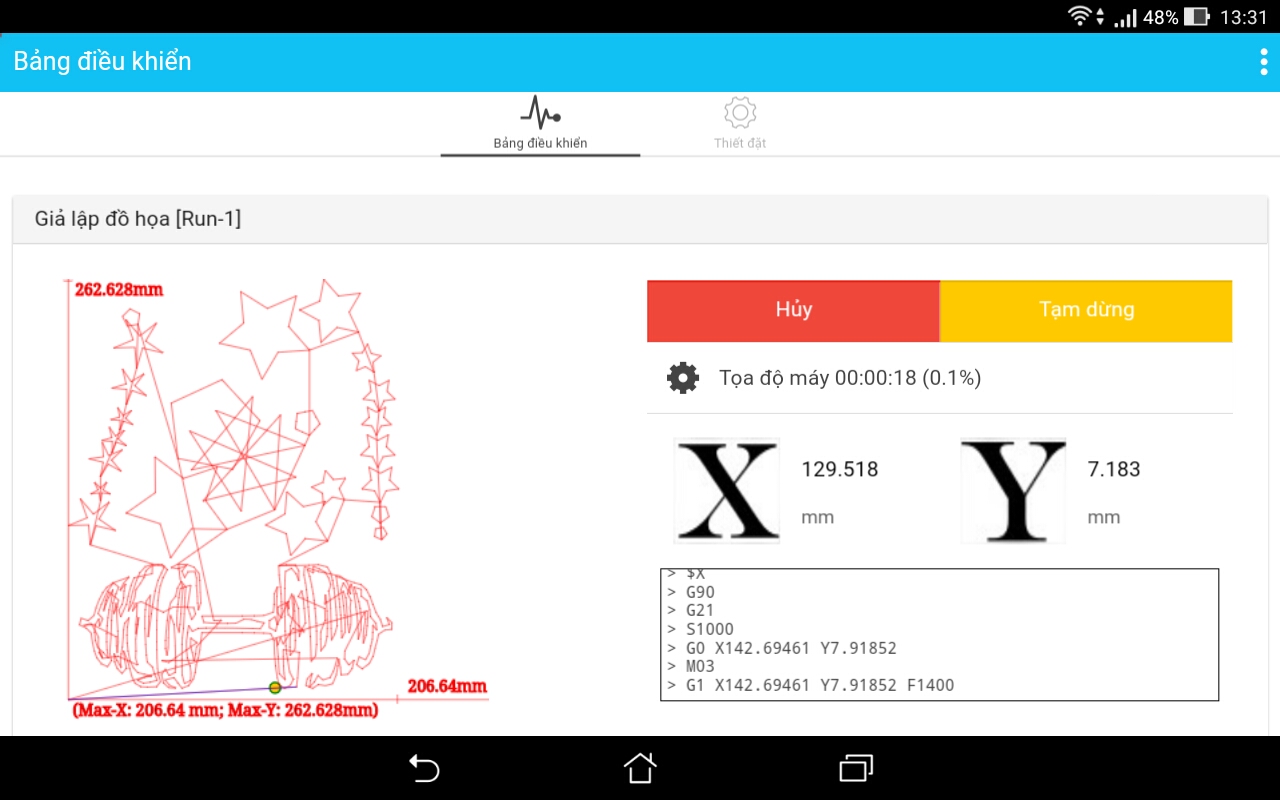 48% 13:31
Bảng điều khiển
Bảng điều khiển
Thiết đặt
Giả lập đồ họa [Run-1]
262.628mm
206.64mm
(Max-X: 206.64 mm; Max-Y: 262.628mm)
Hủy
Tạm dừng
Tọa độ máy 00:00:18 (0.1%)
X
129.518
mm
Y
7.183
mm
> $X
> G90
> G21
> S1000
> G0 X142.69461 Y7.91852
> M03
> G1 X142.69461 Y7.91852 F1400